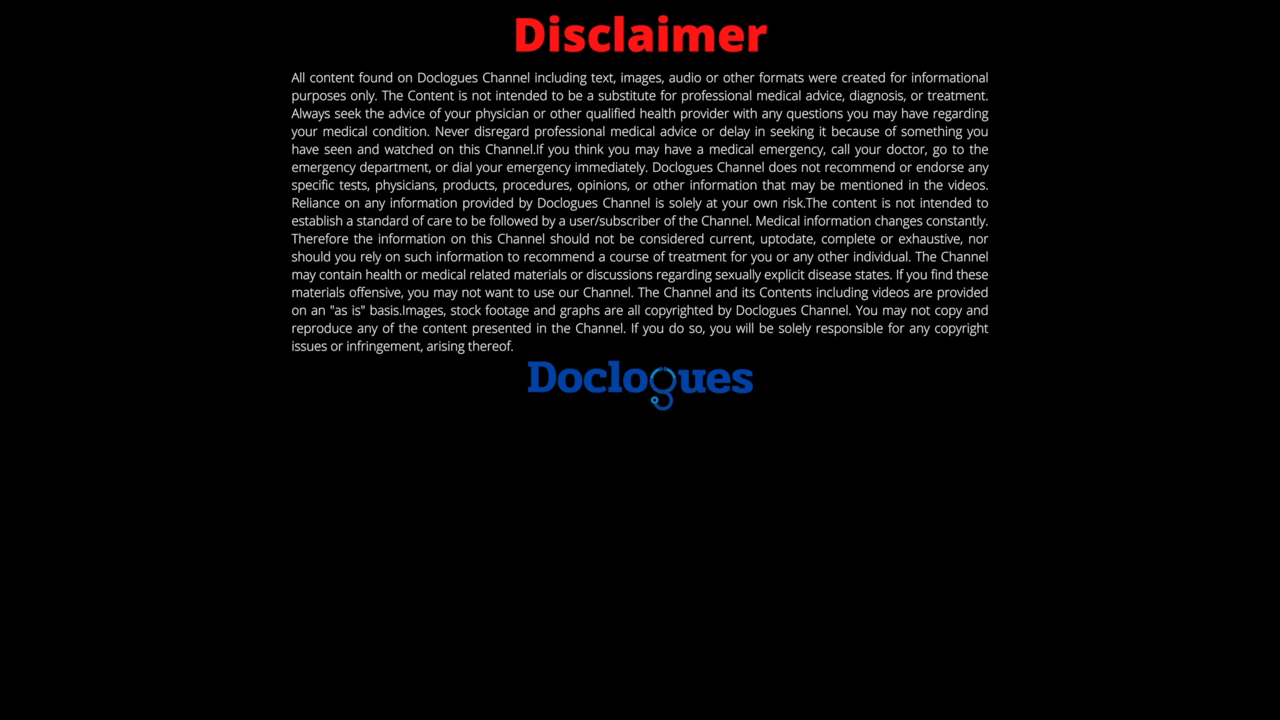 Disclaimer
All content found on Doclogues Channel including text, images, audio or other formats were created for informational
purposes only. The Content is not intended to be a substitute for professional medical advice, diagnosis, or treatment.
Always seek the advice of your physician or other qualified health provider with any questions you may have regarding
your medical condition. Never disregard professional medical advice or delay in seeking it because of something you
have seen and watched on this Channel.If you think you may have a medical emergency, call your doctor, go to the
emergency department, or dial your emergency immediately. Doclogues Channel does not recommend or endorse any
specific tests, physicians, products, procedures, opinions, or other information that may be mentioned in the videos.
Reliance on any information provided by Doclogues Channel is solely at your own risk.The content is not intended to
establish a standard of care to be followed by a user/subscriber of the Channel. Medical information changes constantly.
Therefore the information on this Channel should not be considered current, uptodate, complete or exhaustive, nor
should you rely on such information to recommend a course of treatment for you or any other individual. The Channel
may contain health or medical related materials or discussions regarding sexually explicit disease states. If you find these
materials offensive, you may not want to use our Channel. The Channel and its Contents including videos are provided
on an "as is" basis.Images, stock footage and graphs are all copyrighted by Doclogues Channel. You may not copy and
reproduce any of the content presented in the Channel. If you do so, you will be solely responsible for any copyright
issues or infringement, arising thereof.
Doclogues